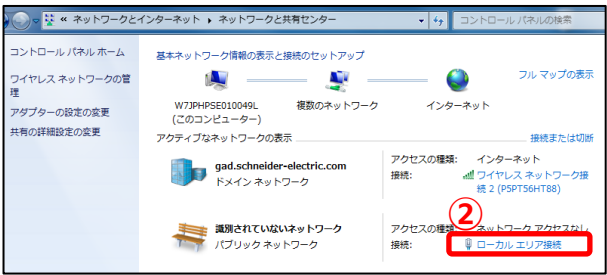 « ネットワークとインターネット ▸ ネットワークと共有センター
コントロール パネルの検索
コントロール パネル ホーム
ワイヤレス ネットワークの管
理
アダプターの設定の変更
共有の詳細設定の変更
基本ネットワーク情報の表示と接続のセットアップ
フル マップの表示
W7JPHPSE010049L
(このコンピューター)
複数のネットワーク
インターネット
アクティブなネットワークの表示
接続または切断
gad.schneider-electric.com
ドメイン ネットワーク
アクセスの種類: インターネット
接続: ワイヤレス ネットワーク接
続 2 (P5PT56HT88)
②
識別されていないネットワーク
パブリック ネットワーク
アクセスの種類: ネットワーク アクセスなし
接続: ローカル エリア接続